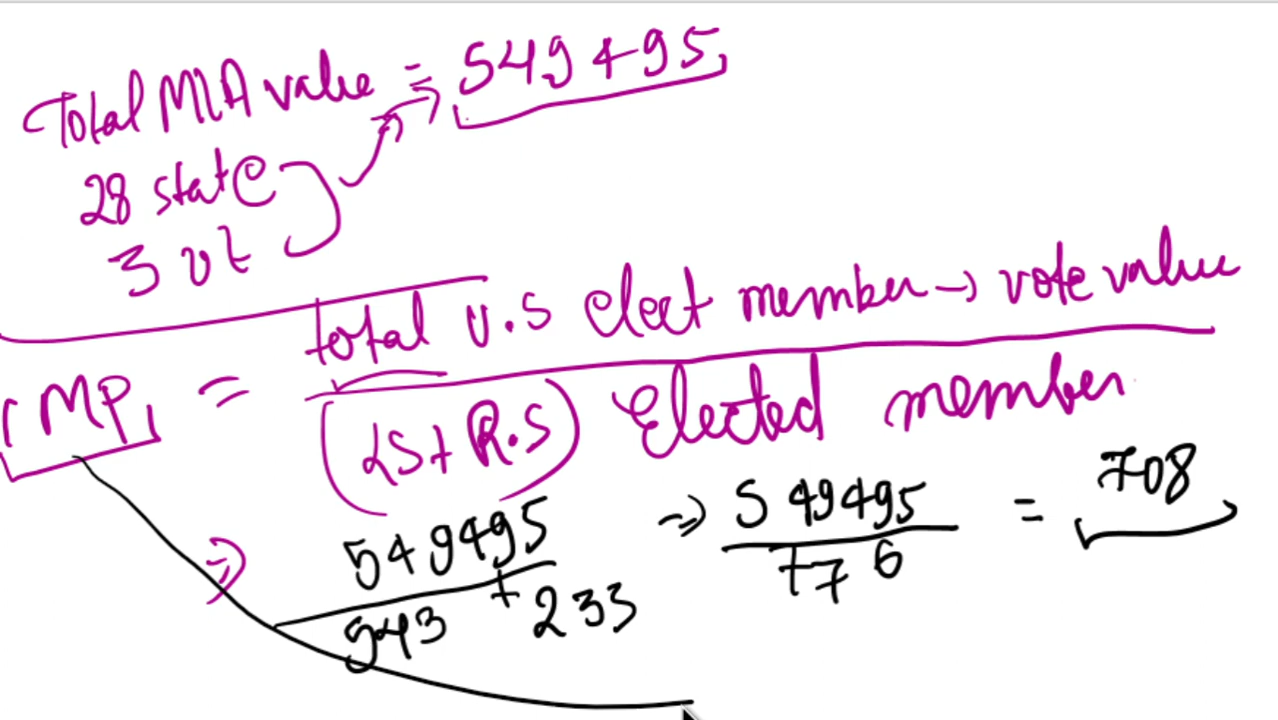 Total MLA value = 549495
28 state
3 ut
total V.S elect member → vote value
MP = (LS + R.S) Elected member
⇒ 549495 / 543 + 233 ⇒ 549495 / 776 = 708